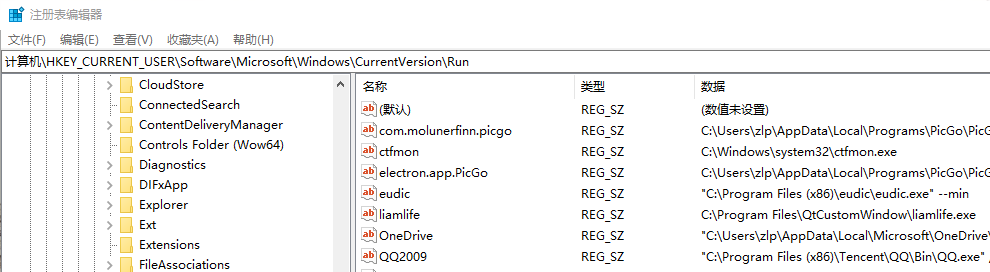 注册表编辑器
文件(F) 编辑(E) 查看(V) 收藏夹(A) 帮助(H)
计算机\HKEY_CURRENT_USER\Software\Microsoft\Windows\CurrentVersion\Run
CloudStore
ConnectedSearch
ContentDeliveryManager
Controls Folder (Wow64)
Diagnostics
DIFxApp
Explorer
Ext
Extensions
FileAssociations
名称 类型 数据
(默认) REG_SZ (数值未设置)
com.molunerfinn.picgo REG_SZ C:\Users\zlp\AppData\Local\Programs\PicGo\PicG
ctfmon REG_SZ C:\Windows\system32\ctfmon.exe
electron.app.PicGo REG_SZ C:\Users\zlp\AppData\Local\Programs\PicGo\PicG
eudic REG_SZ "C:\Program Files (x86)\eudic\eudic.exe" --min
liamlife REG_SZ C:\Program Files\QtCustomWindow\liamlife.exe
OneDrive REG_SZ "C:\Users\zlp\AppData\Local\Microsoft\OneDrive\
QQ2009 REG_SZ "C:\Program Files (x86)\Tencent\QQ\Bin\QQ.exe" /